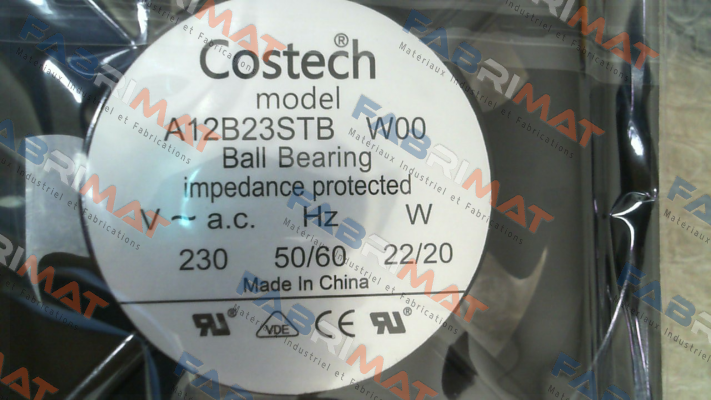 Costech®
model
A12B23STB W00
Ball Bearing
impedance protected
V ~ a.c. Hz W
230 50/60 22/20
Made In China
VDE CE
FABRIMAT
Materiaux Industriel et Fabrications